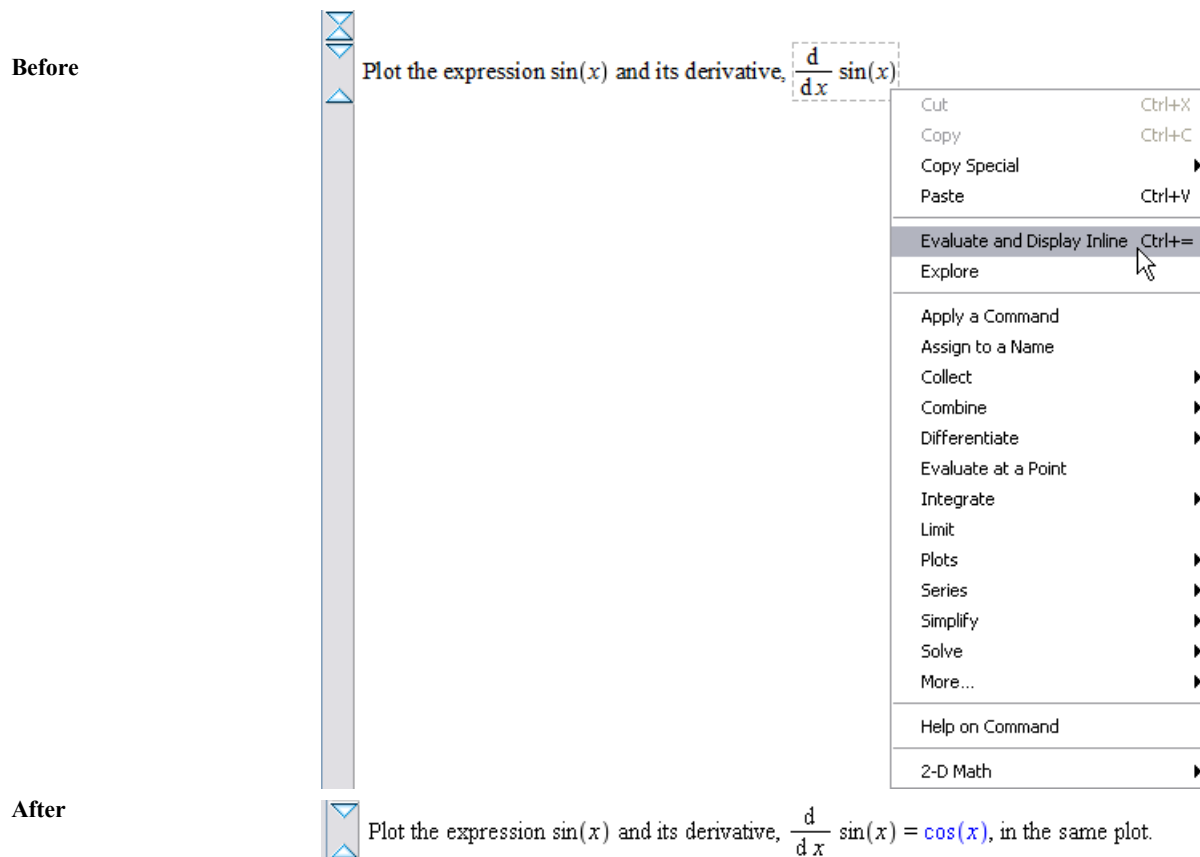 Before
Plot the expression sin(x) and its derivative, d/dx sin(x)
Cut Ctrl+X
Copy Ctrl+C
Copy Special
Paste Ctrl+V
Evaluate and Display Inline Ctrl+=
Explore
Apply a Command
Assign to a Name
Collect
Combine
Differentiate
Evaluate at a Point
Integrate
Limit
Plots
Series
Simplify
Solve
More...
Help on Command
2-D Math
After
Plot the expression sin(x) and its derivative, d/dx sin(x) = cos(x), in the same plot.